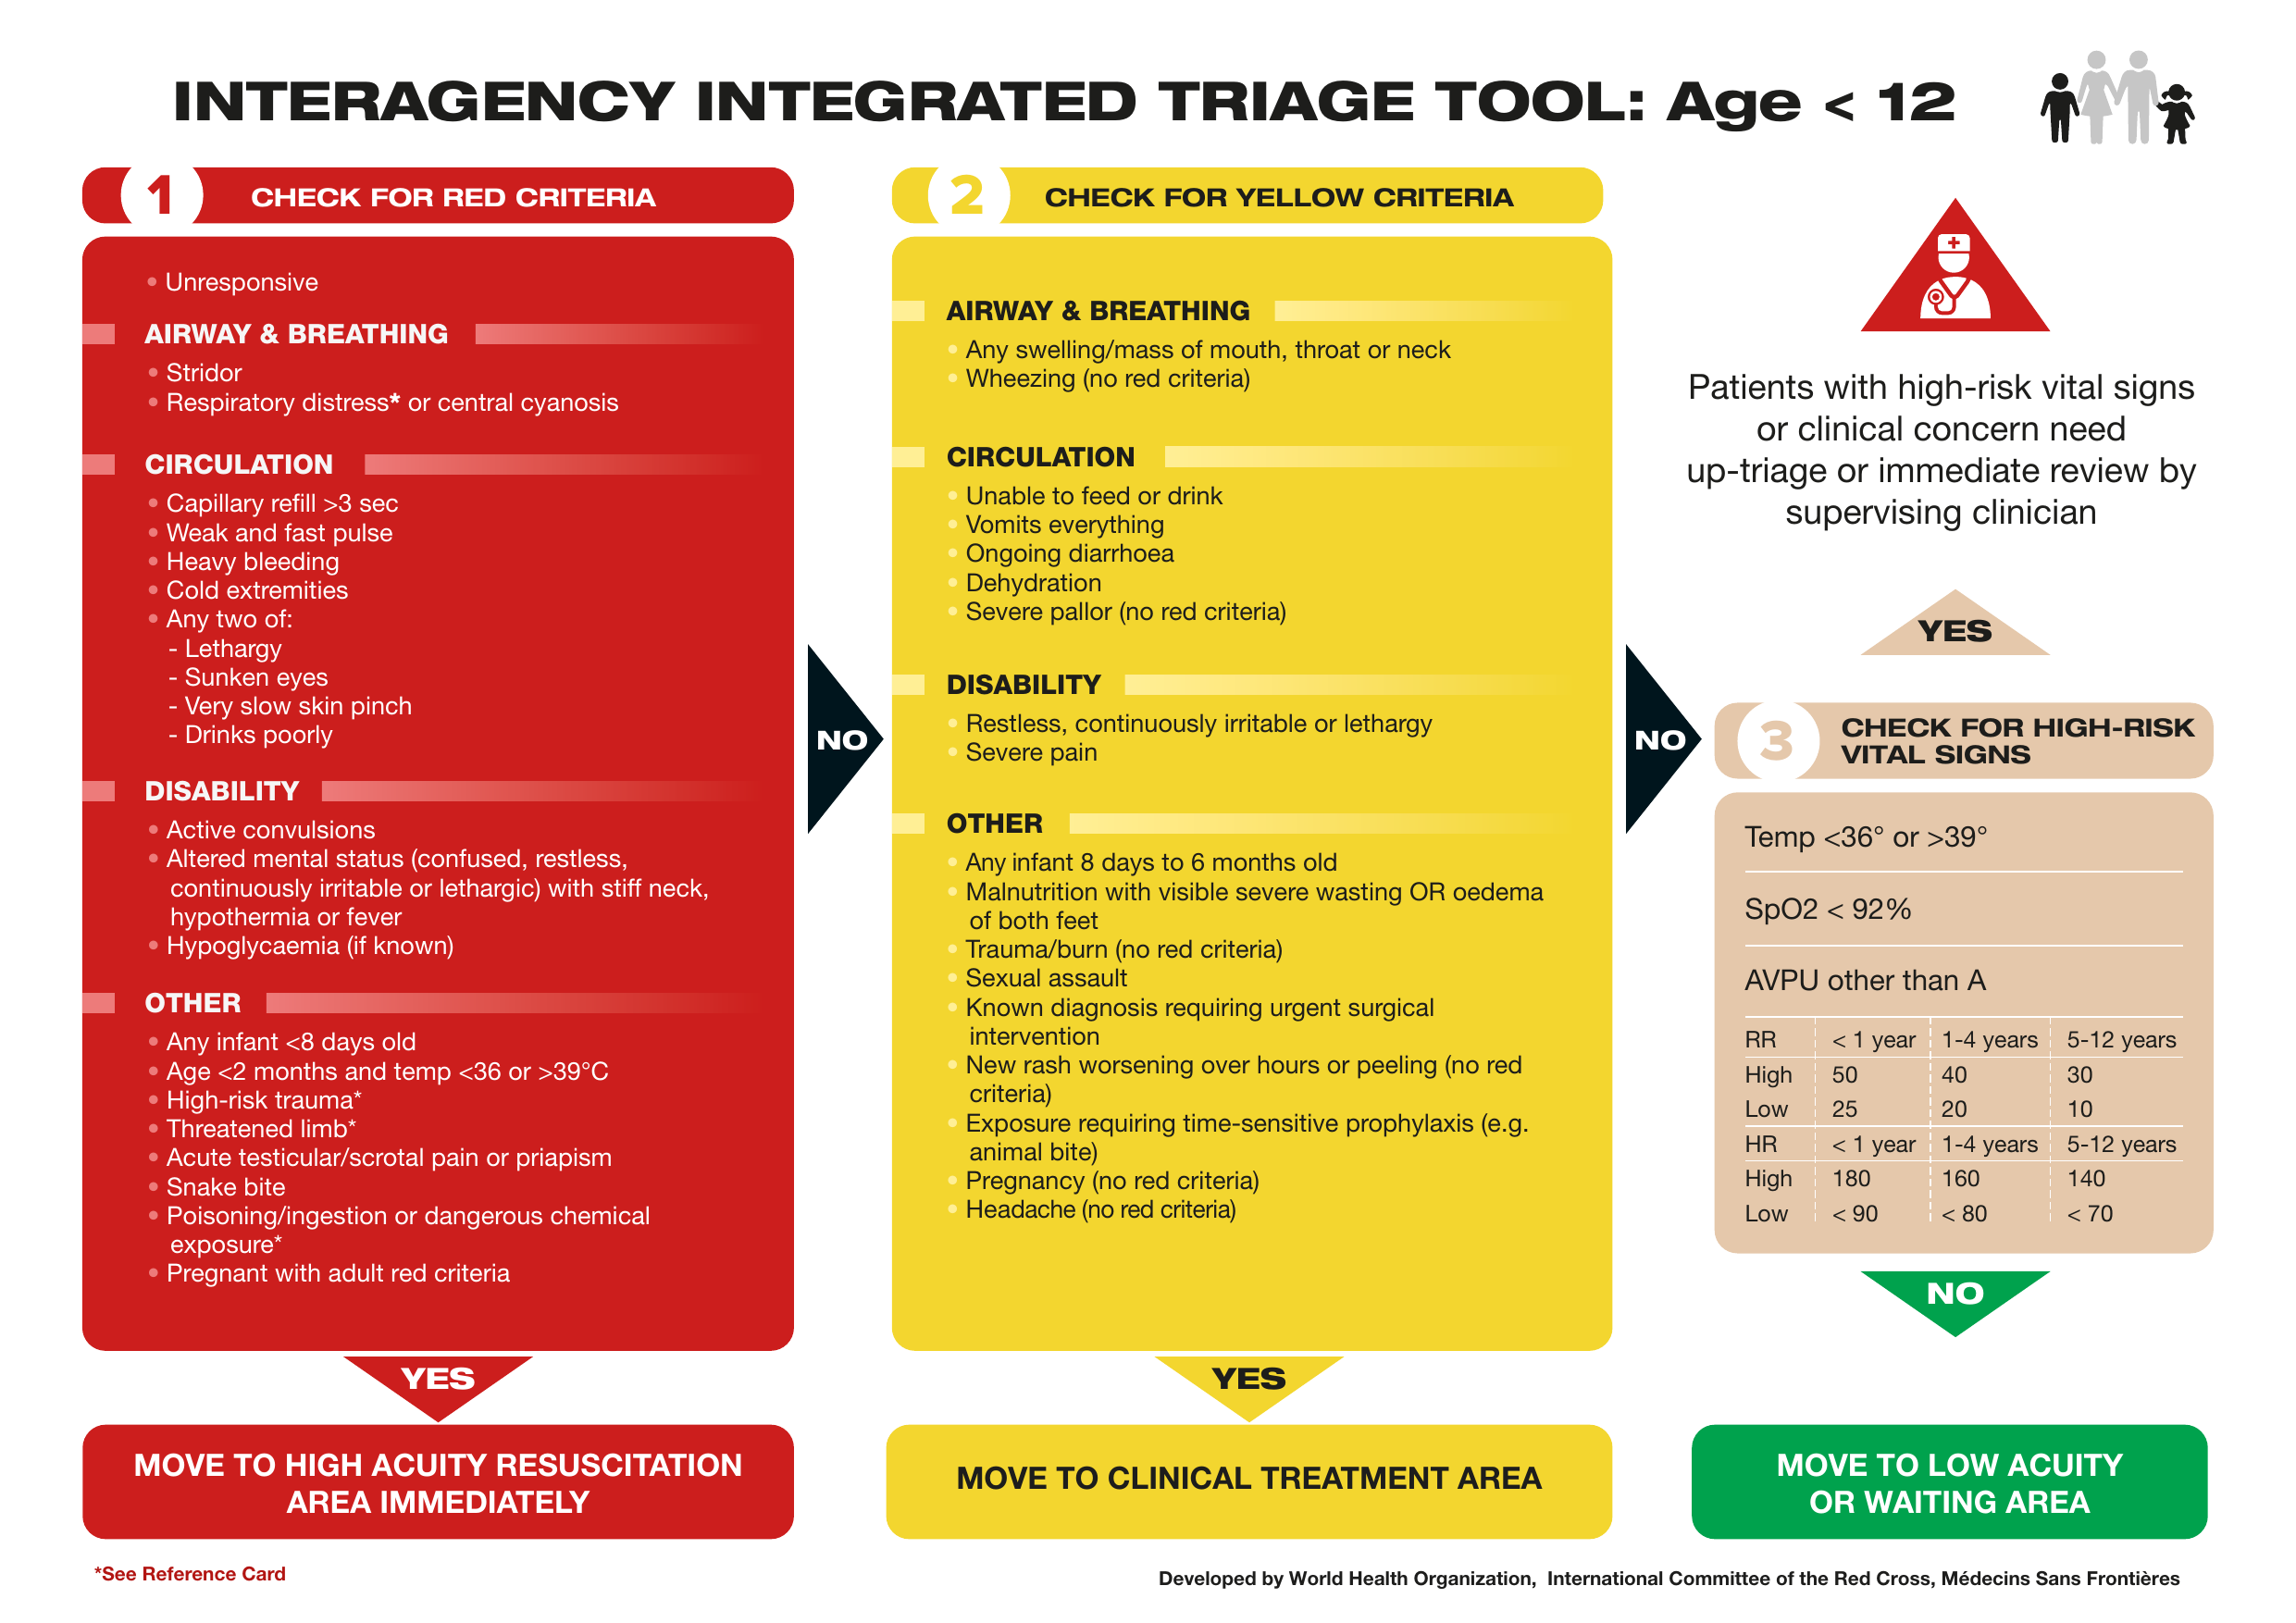 INTERAGENCY INTEGRATED TRIAGE TOOL: Age < 12
1 CHECK FOR RED CRITERIA
• Unresponsive
AIRWAY & BREATHING
• Stridor
• Respiratory distress* or central cyanosis
CIRCULATION
• Capillary refill >3 sec
• Weak and fast pulse
• Heavy bleeding
• Cold extremities
• Any two of:
- Lethargy
- Sunken eyes
- Very slow skin pinch
- Drinks poorly
DISABILITY
• Active convulsions
• Altered mental status (confused, restless,
continuously irritable or lethargic) with stiff neck,
hypothermia or fever
• Hypoglycaemia (if known)
OTHER
• Any infant <8 days old
• Age <2 months and temp <36 or >39°C
• High-risk trauma*
• Threatened limb*
• Acute testicular/scrotal pain or priapism
• Snake bite
• Poisoning/ingestion or dangerous chemical
exposure*
• Pregnant with adult red criteria
YES
MOVE TO HIGH ACUITY RESUSCITATION
AREA IMMEDIATELY
*See Reference Card
NO
2 CHECK FOR YELLOW CRITERIA
AIRWAY & BREATHING
• Any swelling/mass of mouth, throat or neck
• Wheezing (no red criteria)
CIRCULATION
• Unable to feed or drink
• Vomits everything
• Ongoing diarrhoea
• Dehydration
• Severe pallor (no red criteria)
DISABILITY
• Restless, continuously irritable or lethargy
• Severe pain
OTHER
• Any infant 8 days to 6 months old
• Malnutrition with visible severe wasting OR oedema
of both feet
• Trauma/burn (no red criteria)
• Sexual assault
• Known diagnosis requiring urgent surgical
intervention
• New rash worsening over hours or peeling (no red
criteria)
• Exposure requiring time-sensitive prophylaxis (e.g.
animal bite)
• Pregnancy (no red criteria)
• Headache (no red criteria)
YES
MOVE TO CLINICAL TREATMENT AREA
NO
Patients with high-risk vital signs
or clinical concern need
up-triage or immediate review by
supervising clinician
YES
3 CHECK FOR HIGH-RISK
VITAL SIGNS
Temp <36° or >39°
SpO2 < 92%
AVPU other than A
RR < 1 year 1-4 years 5-12 years
High 50 40 30
Low 25 20 10
HR < 1 year 1-4 years 5-12 years
High 180 160 140
Low < 90 < 80 < 70
NO
MOVE TO LOW ACUITY
OR WAITING AREA
Developed by World Health Organization, International Committee of the Red Cross, Médecins Sans Frontières